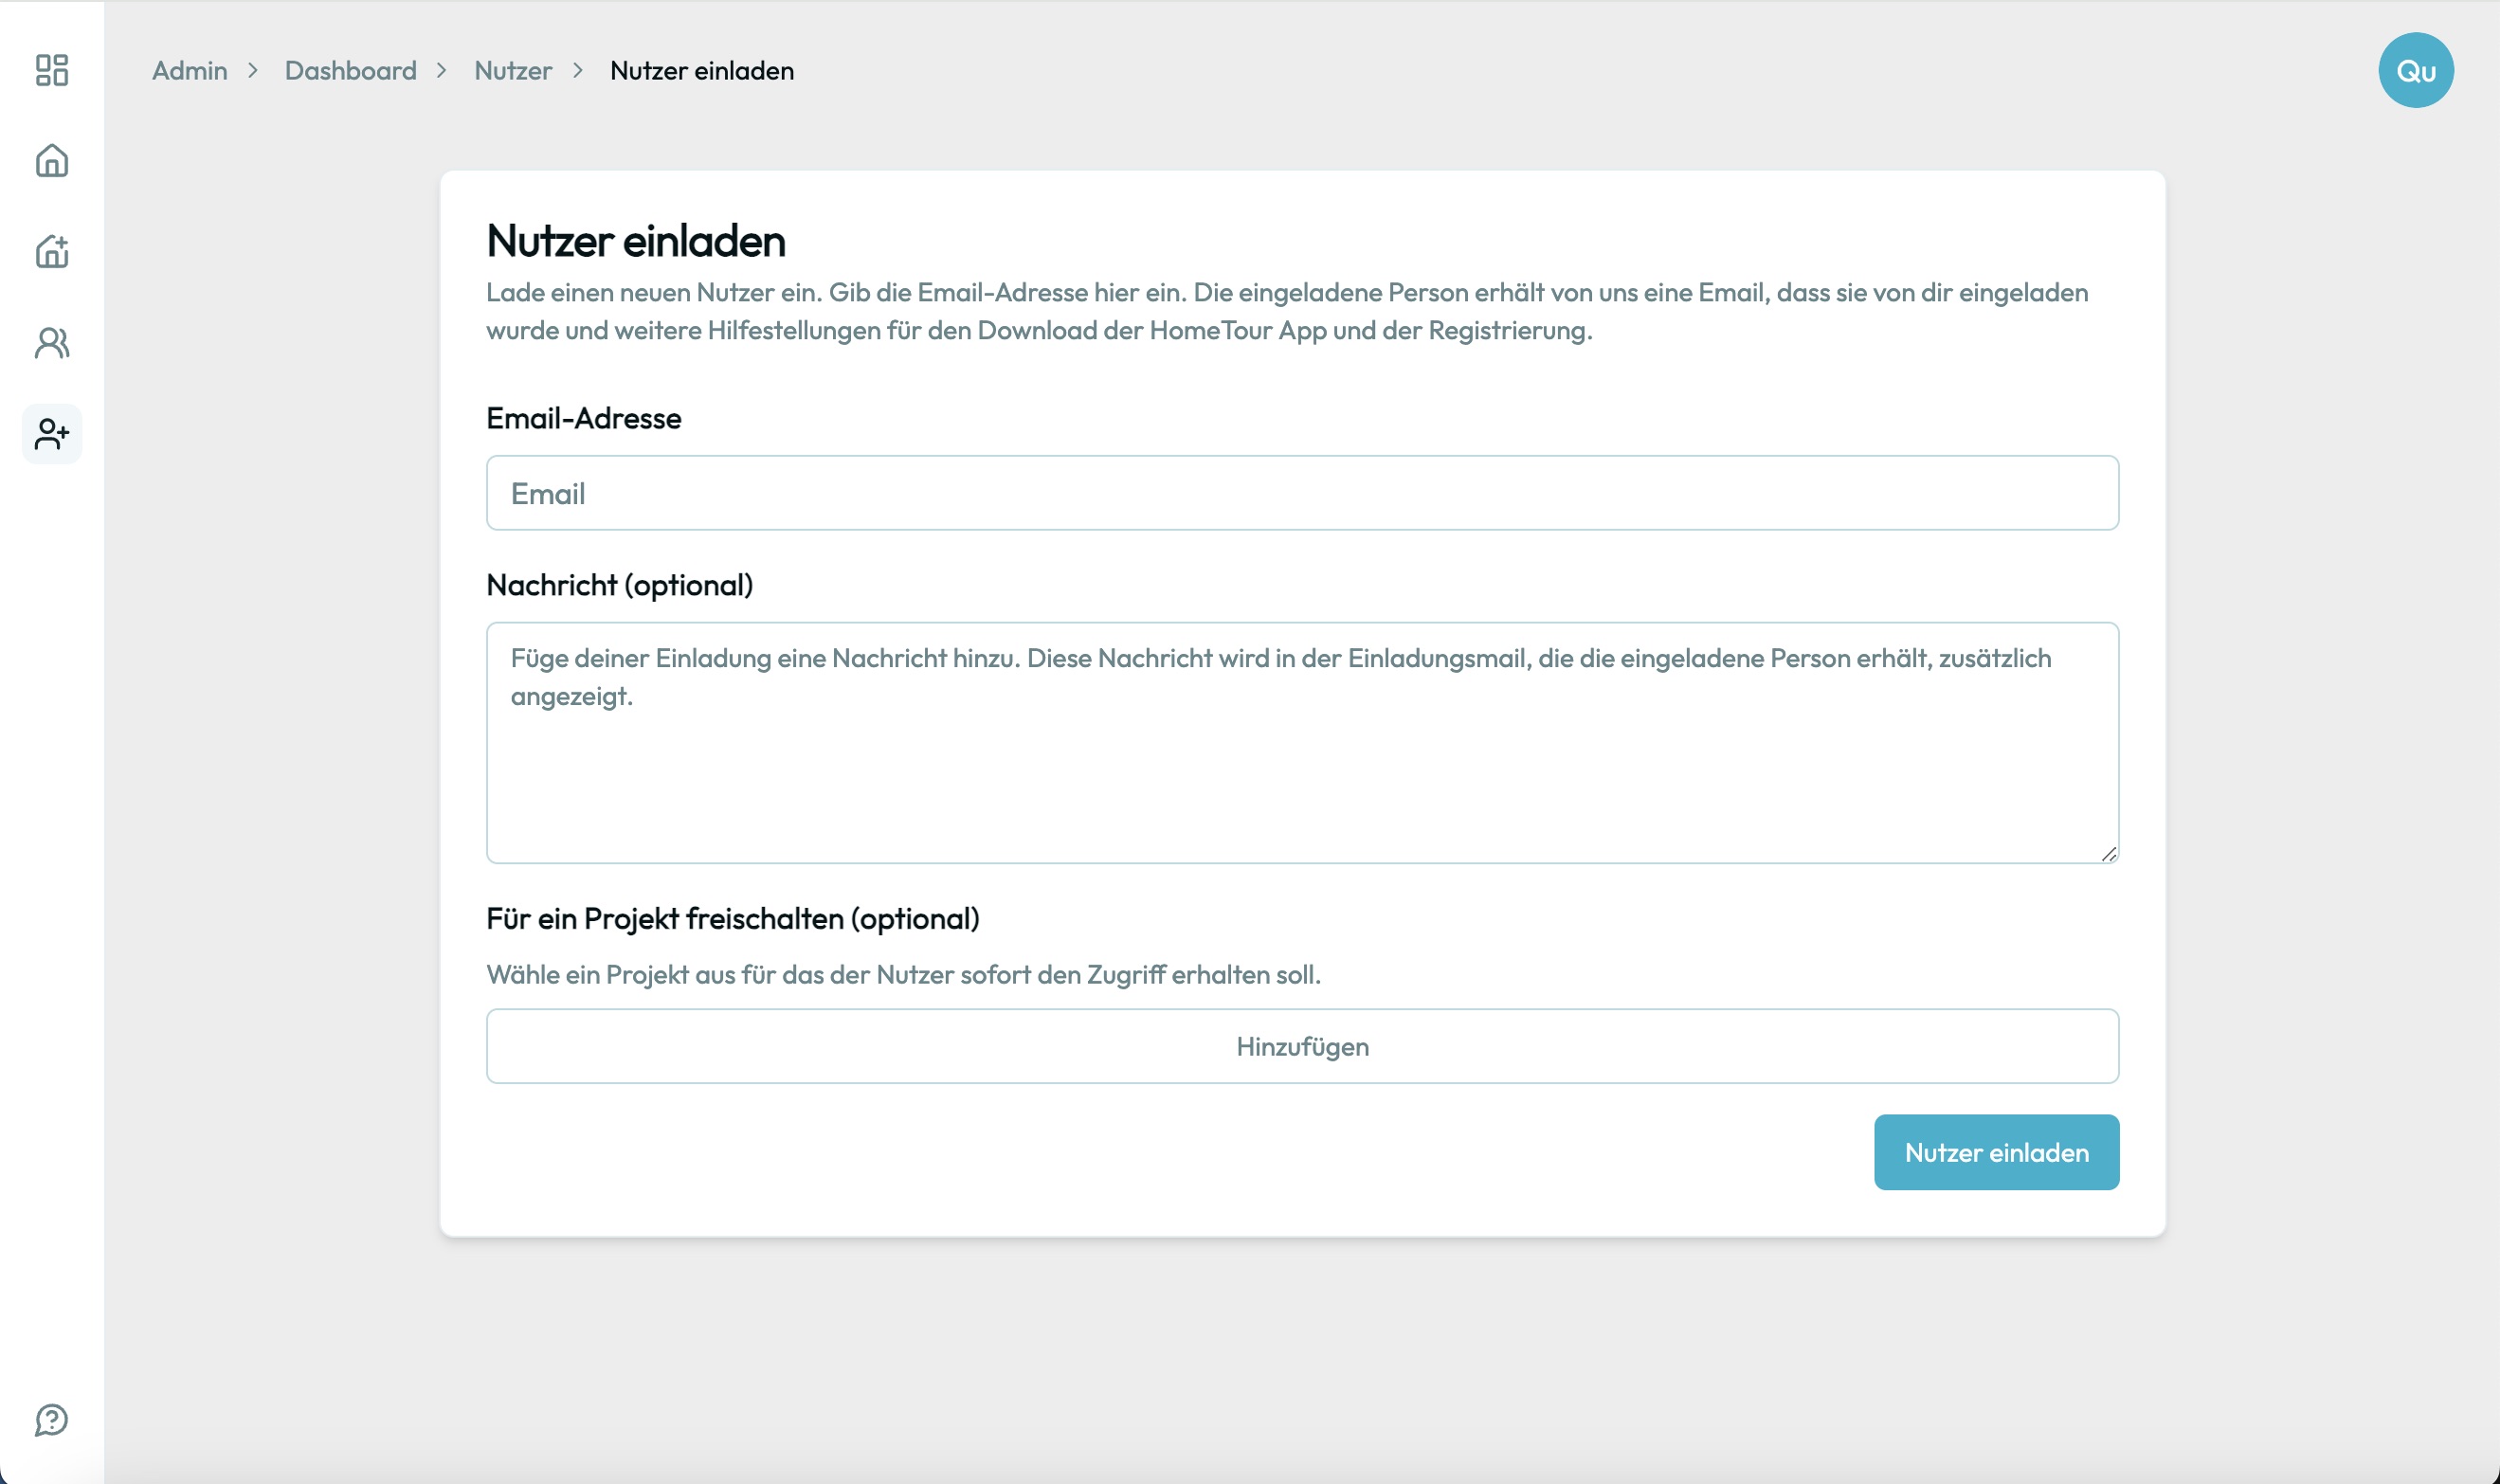 Admin > Dashboard > Nutzer > Nutzer einladen
Qu
Nutzer einladen
Lade einen neuen Nutzer ein. Gib die Email-Adresse hier ein. Die eingeladene Person erhält von uns eine Email, dass sie von dir eingeladen
wurde und weitere Hilfestellungen für den Download der HomeTour App und der Registrierung.
Email-Adresse
Email
Nachricht (optional)
Füge deiner Einladung eine Nachricht hinzu. Diese Nachricht wird in der Einladungsmail, die die eingeladene Person erhält, zusätzlich
angezeigt.
Für ein Projekt freischalten (optional)
Wähle ein Projekt aus für das der Nutzer sofort den Zugriff erhalten soll.
Hinzufügen
Nutzer einladen